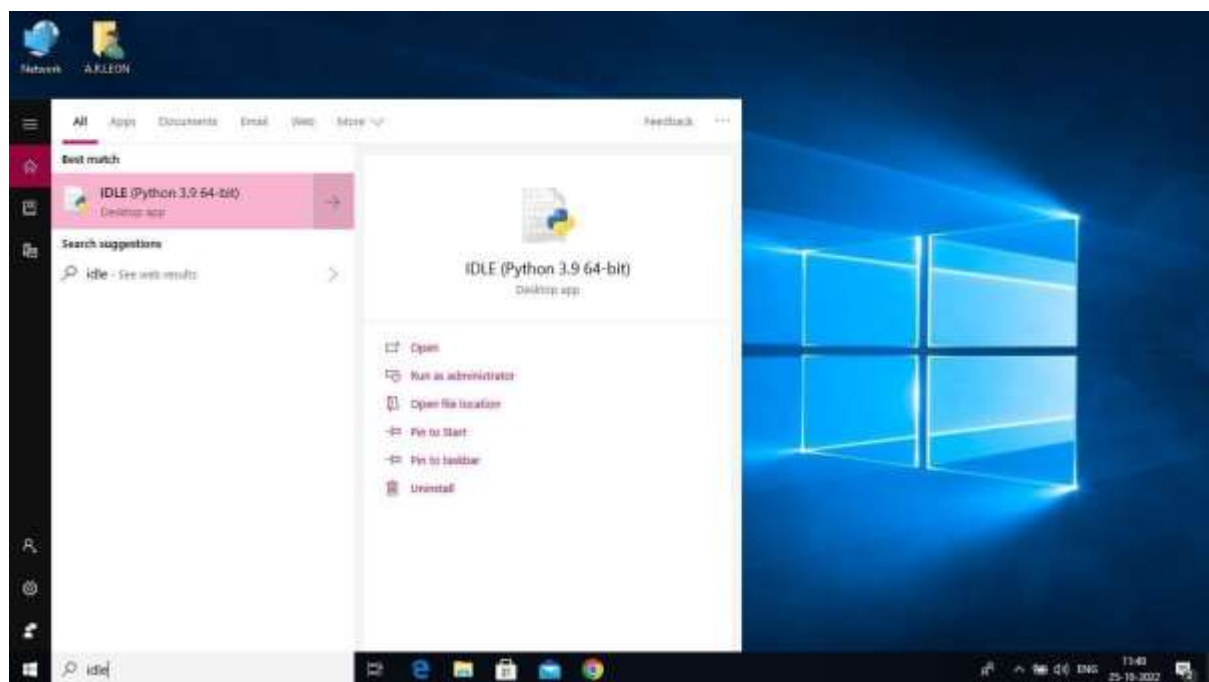 Network
A.K.LEON
All Apps Documents Email Web More
Feedback ...
Best match
IDLE (Python 3.9 64-bit)
Desktop app
Search suggestions
idle - See web results
IDLE (Python 3.9 64-bit)
Desktop app
Open
Run as administrator
Open file location
Pin to Start
Pin to taskbar
Uninstall
idle
ENG
11:40
25-10-2022